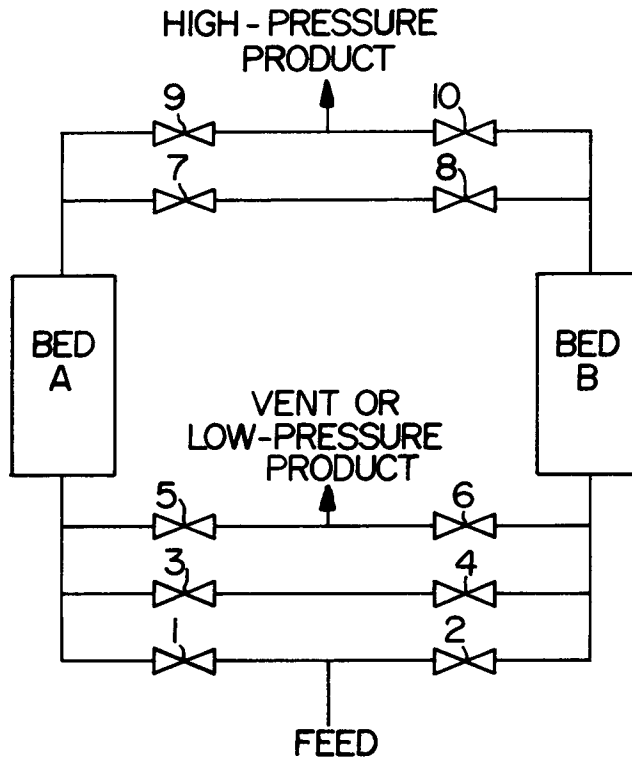 HIGH-PRESSURE
PRODUCT
9
10
7
8
BED
A
BED
B
VENT OR
LOW-PRESSURE
PRODUCT
5
6
3
4
1
2
FEED